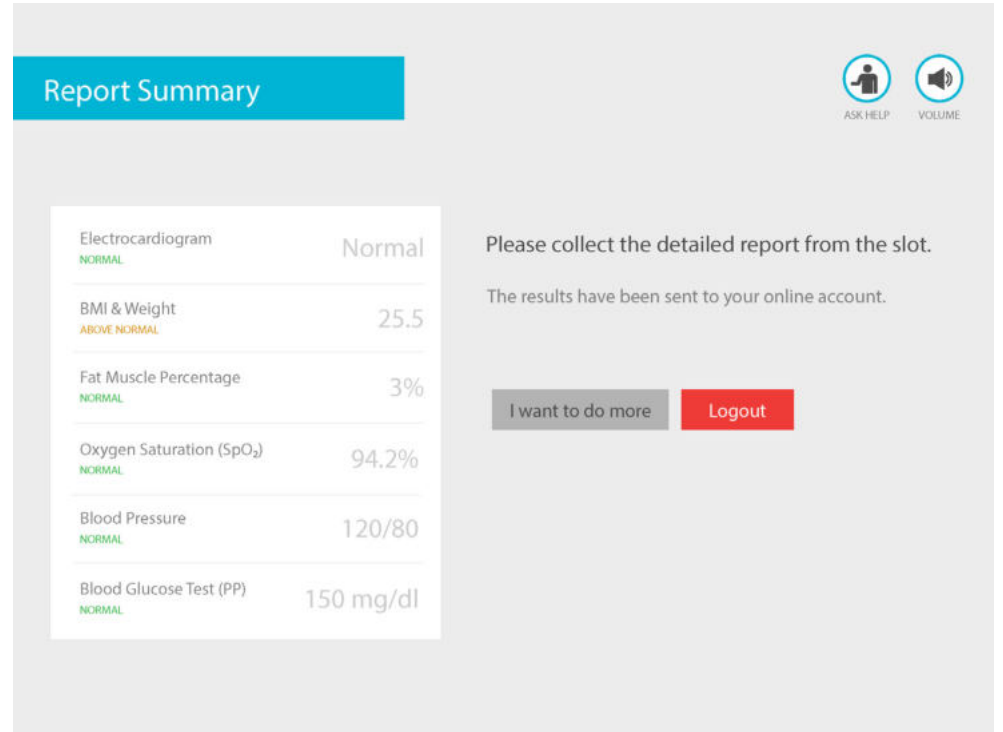 Report Summary
ASK HELP
VOLUME
Electrocardiogram
NORMAL
Normal
BMI & Weight
ABOVE NORMAL
25.5
Fat Muscle Percentage
NORMAL
3%
Oxygen Saturation (SpO₂)
NORMAL
94.2%
Blood Pressure
NORMAL
120/80
Blood Glucose Test (PP)
NORMAL
150 mg/dl
Please collect the detailed report from the slot.
The results have been sent to your online account.
I want to do more
Logout